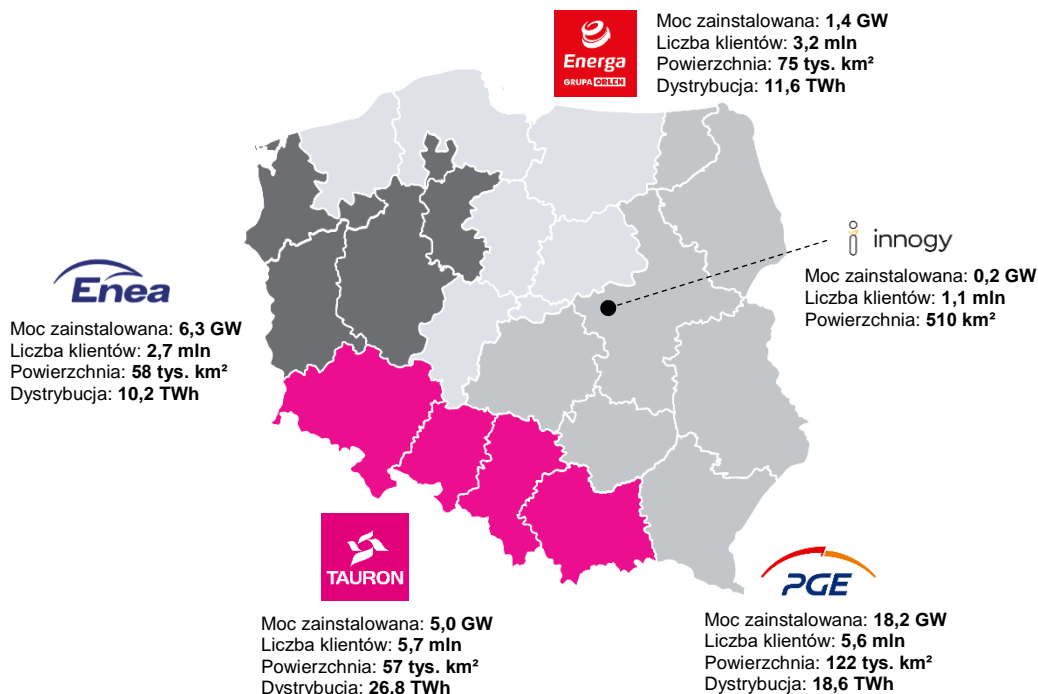 Energa
GRUPA ORLEN
Moc zainstalowana: 1,4 GW
Liczba klientów: 3,2 mln
Powierzchnia: 75 tys. km²
Dystrybucja: 11,6 TWh
innogy
Moc zainstalowana: 0,2 GW
Liczba klientów: 1,1 mln
Powierzchnia: 510 km²
Enea
Moc zainstalowana: 6,3 GW
Liczba klientów: 2,7 mln
Powierzchnia: 58 tys. km²
Dystrybucja: 10,2 TWh
TAURON
Moc zainstalowana: 5,0 GW
Liczba klientów: 5,7 mln
Powierzchnia: 57 tys. km²
Dystrybucja: 26,8 TWh
PGE
Moc zainstalowana: 18,2 GW
Liczba klientów: 5,6 mln
Powierzchnia: 122 tys. km²
Dystrybucja: 18,6 TWh